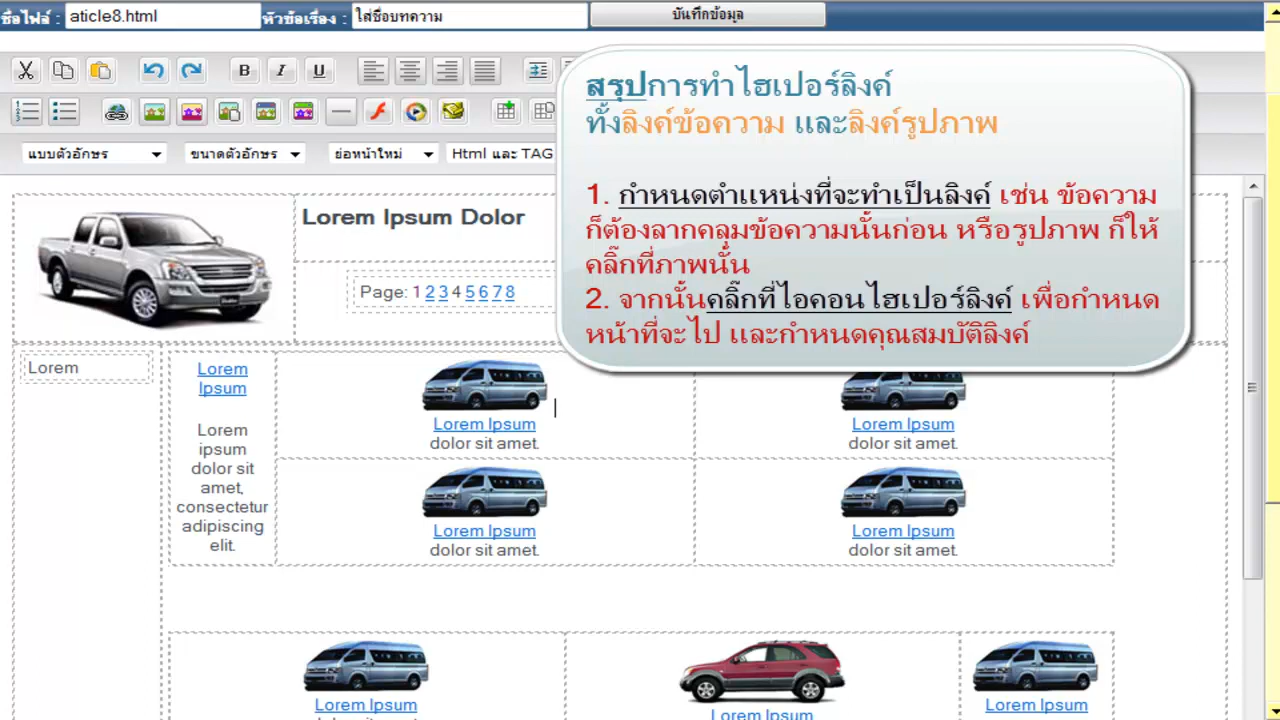 ชื่อไฟล์ : aticle8.html หัวข้อเรื่อง : ใส่ชื่อบทความ บันทึกข้อมูล
B I U
แบบตัวอักษร ขนาดตัวอักษร ย่อหน้าใหม่ Html และ TAG
สรุปการทำไฮเปอร์ลิงค์
ทั้งลิงค์ข้อความ และลิงค์รูปภาพ
1. กำหนดตำแหน่งที่จะทำเป็นลิงค์ เช่น ข้อความ
ก็ต้องลากคลุมข้อความนั้นก่อน หรือรูปภาพ ก็ให้
คลิ๊กที่ภาพนั้น
2. จากนั้นคลิ๊กที่ไอคอนไฮเปอร์ลิงค์ เพื่อกำหนด
หน้าที่จะไป และกำหนดคุณสมบัติลิงค์
Lorem Ipsum Dolor
Page: 1 2 3 4 5 6 7 8
Lorem
Lorem
Ipsum
Lorem
ipsum
dolor sit
amet,
consectetur
adipiscing
elit.
Lorem Ipsum
dolor sit amet.
Lorem Ipsum
dolor sit amet.
Lorem Ipsum
dolor sit amet.
Lorem Ipsum
dolor sit amet.
Lorem Ipsum
Lorem Ipsum
Lorem Ipsum